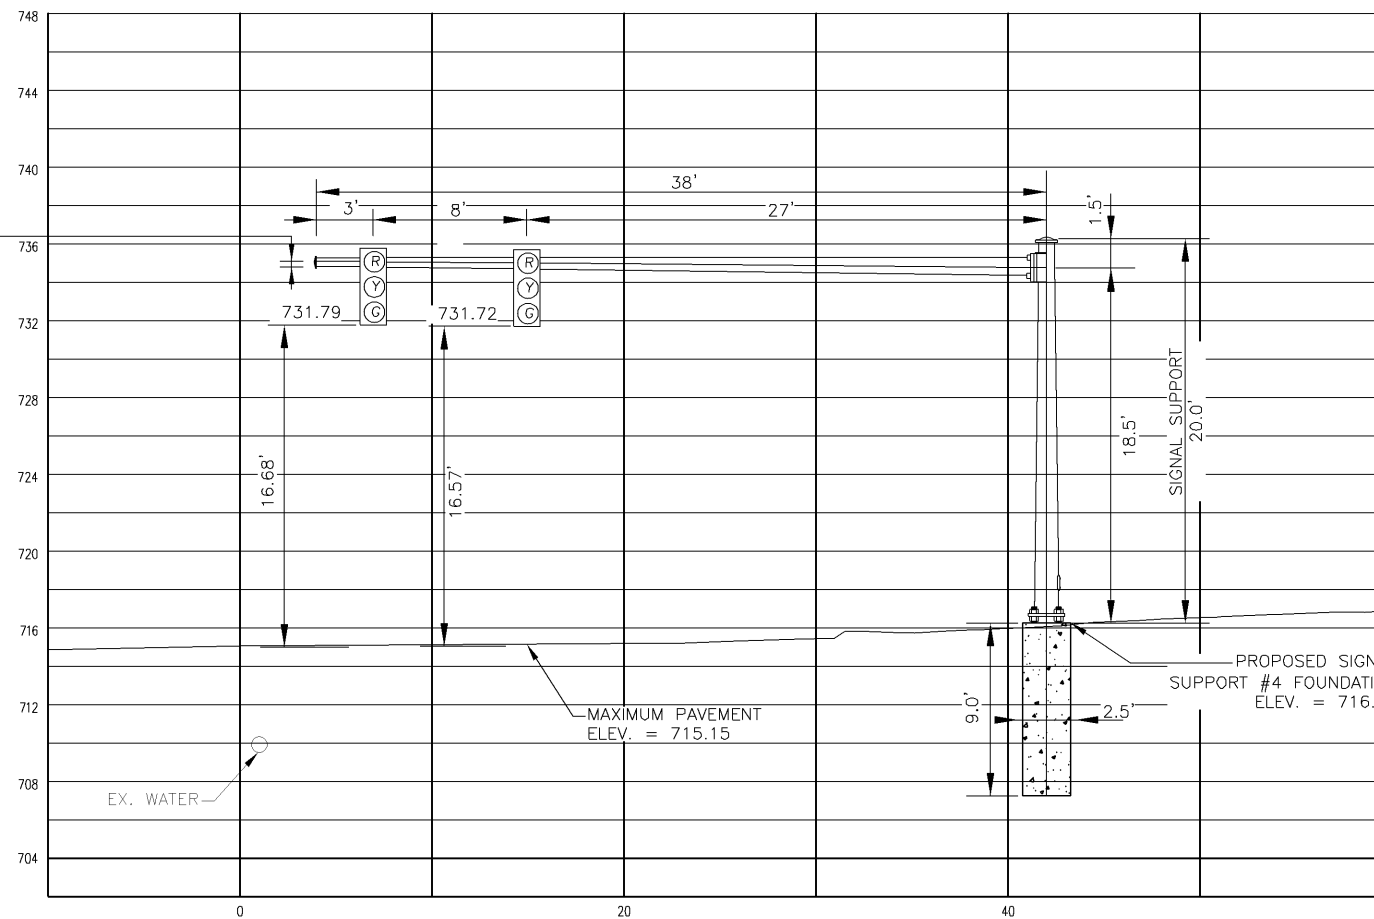 748
744
740
736
732
728
724
720
716
712
708
704
38'
3'
8'
27'
1.5'
R
Y
G
R
Y
G
731.79
731.72
16.68'
16.57'
18.5'
SIGNAL SUPPORT
20.0'
MAXIMUM PAVEMENT
ELEV. = 715.15
EX. WATER
9.0'
2.5'
PROPOSED SIGN
SUPPORT #4 FOUNDATI
ELEV. = 716.
0
20
40